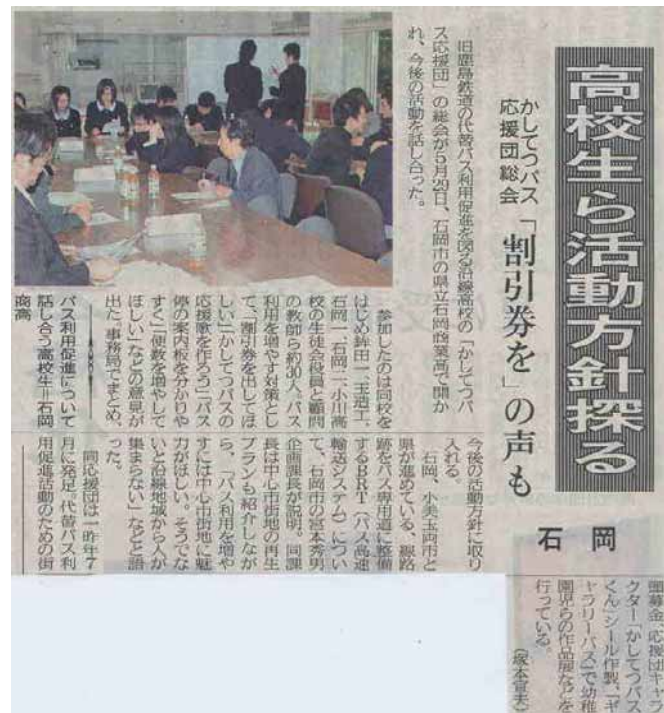 高校生ら活動方針探る
かしてつバス
応援団総会
「割引券を」の声も
石岡
旧鹿島鉄道の代替バス利用促進を図る沿線高校の「かしてつバ
ス応援団」の総会が5月29日、石岡市の県立石岡商業高で開か
れ、今後の活動を話し合った。
参加したのは同校を
はじめ鉾田一、玉造工、
石岡一、石岡二、小川高
校の生徒会役員と顧問
の教師ら約30人。バス
利用を増やす対策とし
て、「割引券を出してほ
しい」「かしてつバスの
応援歌を作ろう」「バス
停の案内板を分かりや
すく」「便数を増やして
ほしい」などの意見が
出た。事務局でまとめ、
バス利用促進について
話し合う高校生=石岡
商高
今後の活動方針に取り
入れる。
石岡、小美玉両市と
県が進めている、線路
跡をバス専用道に整備
するBRT(バス高速
輸送システム)につい
て、石岡市の宮本秀男
企画課長が説明。同課
長は中心市街地の再生
プランも紹介しなが
ら、「バス利用を増や
すには中心市街地に魅
力がほしい。そうでな
いと沿線地域から人が
集まらない」などと語
った。
同応援団は一昨年7
月に発足。代替バス利
用促進活動のための街
頭募金、応援団キャラ
クター「かしてつバス
くん」シール作製、「ギ
ャラリーバス」で幼稚
園児らの作品展などを
行っている。
(塚本宣夫)